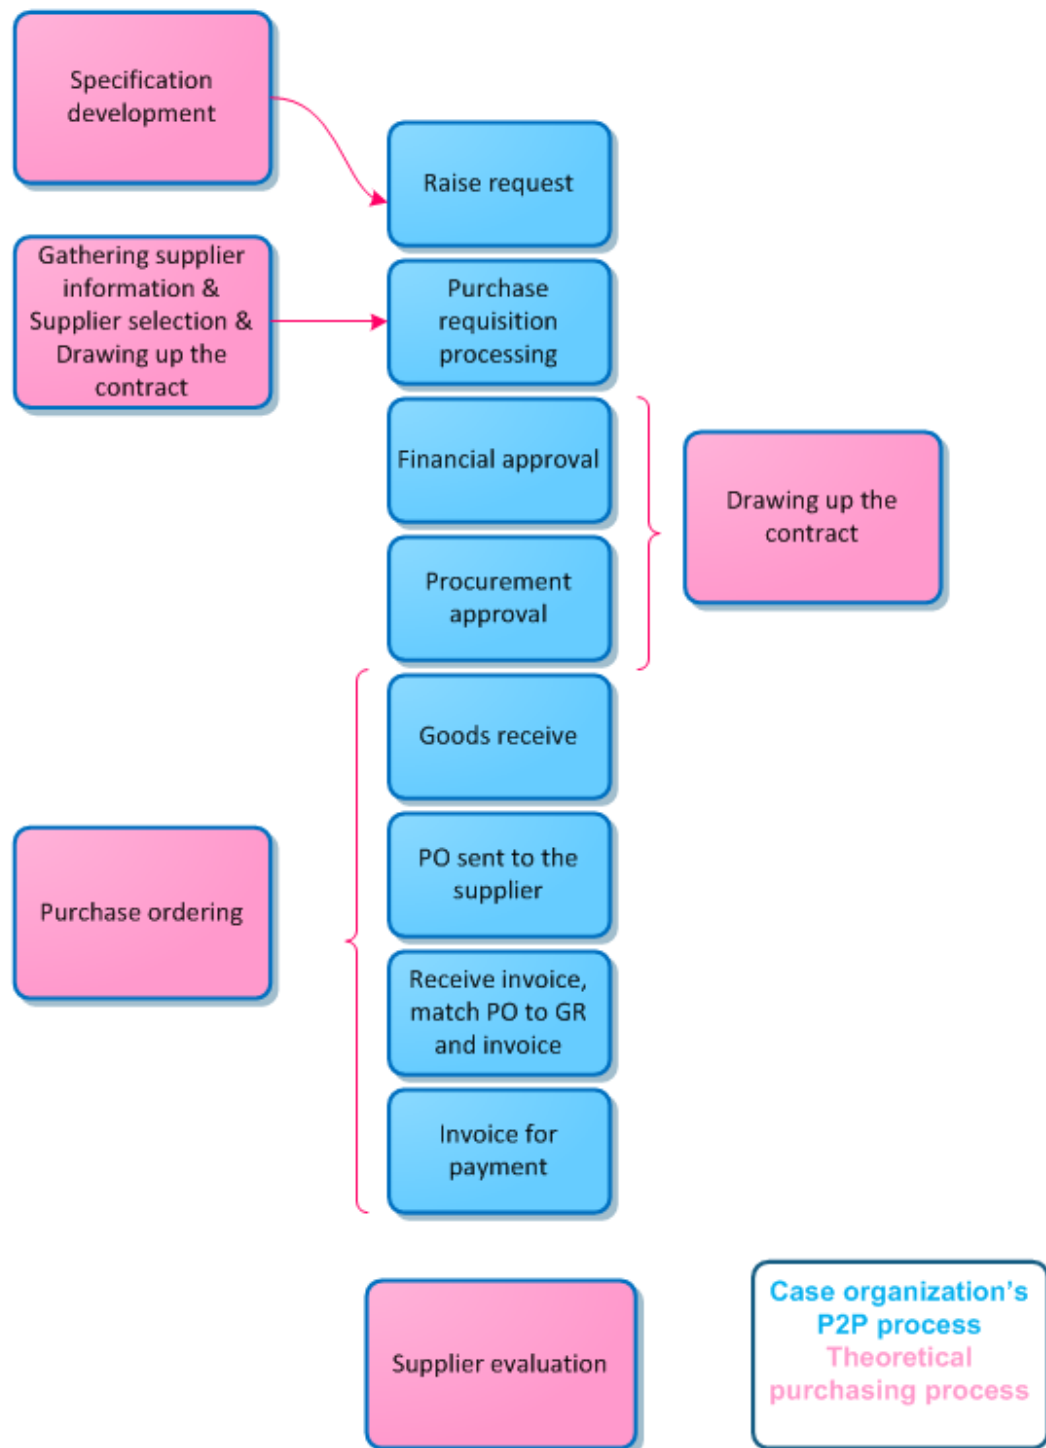 Specification
development
Raise request
Gathering supplier
information &
Supplier selection &
Drawing up the
contract
Purchase
requisition
processing
Financial approval
Drawing up the
contract
Procurement
approval
Goods receive
PO sent to the
supplier
Purchase ordering
Receive invoice,
match PO to GR
and invoice
Invoice for
payment
Supplier evaluation
Case organization's
P2P process
Theoretical
purchasing process